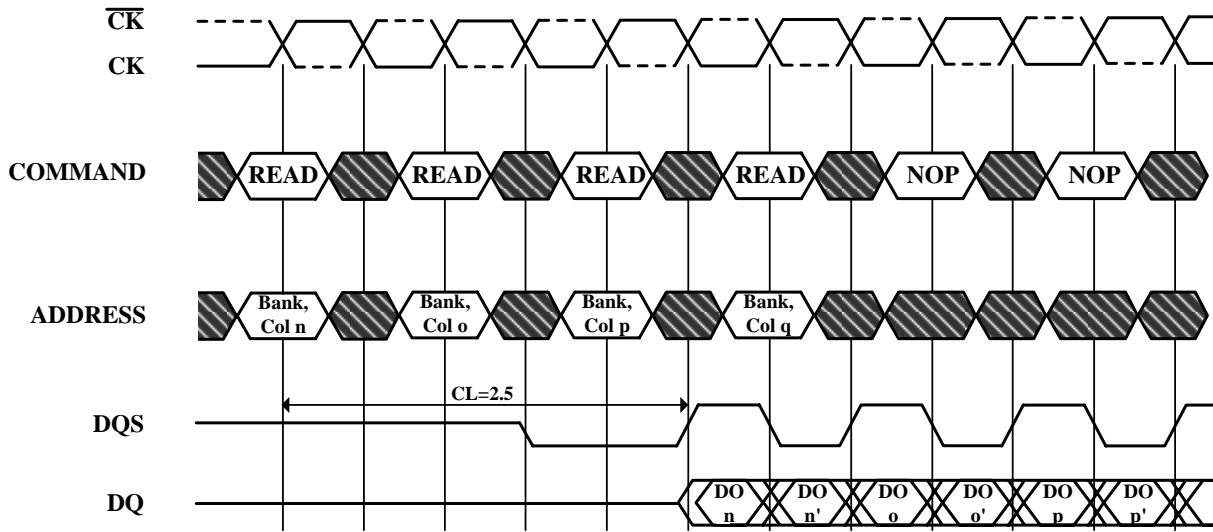 CK
CK
COMMAND READ READ READ READ NOP NOP
ADDRESS Bank, Col n Bank, Col o Bank, Col p Bank, Col q
CL=2.5
DQS
DQ DO n DO n' DO o DO o' DO p DO p'